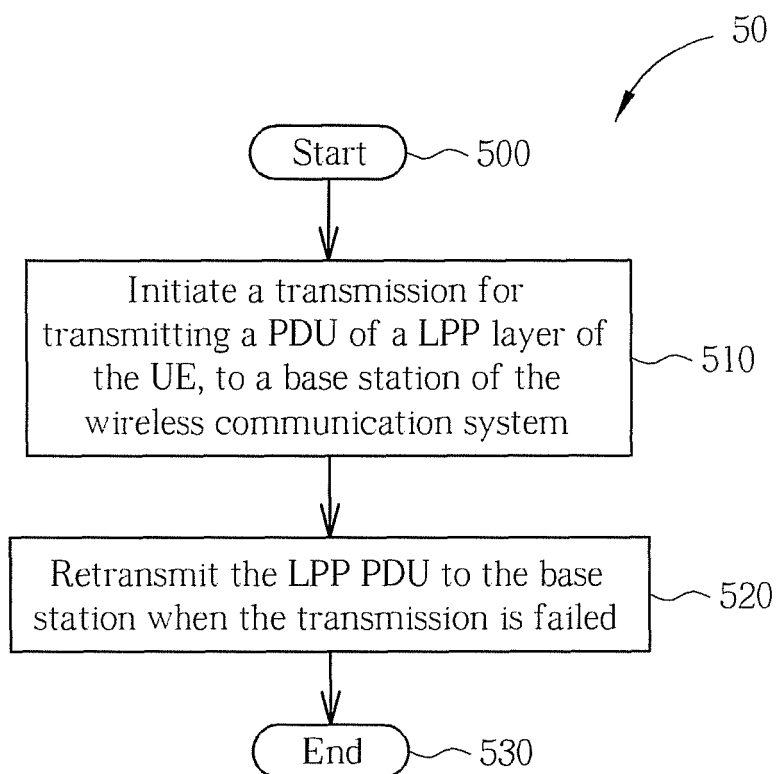 50
Start
500
Initiate a transmission for
transmitting a PDU of a LPP layer of
the UE, to a base station of the
wireless communication system
510
Retransmit the LPP PDU to the base
station when the transmission is failed
520
End
530